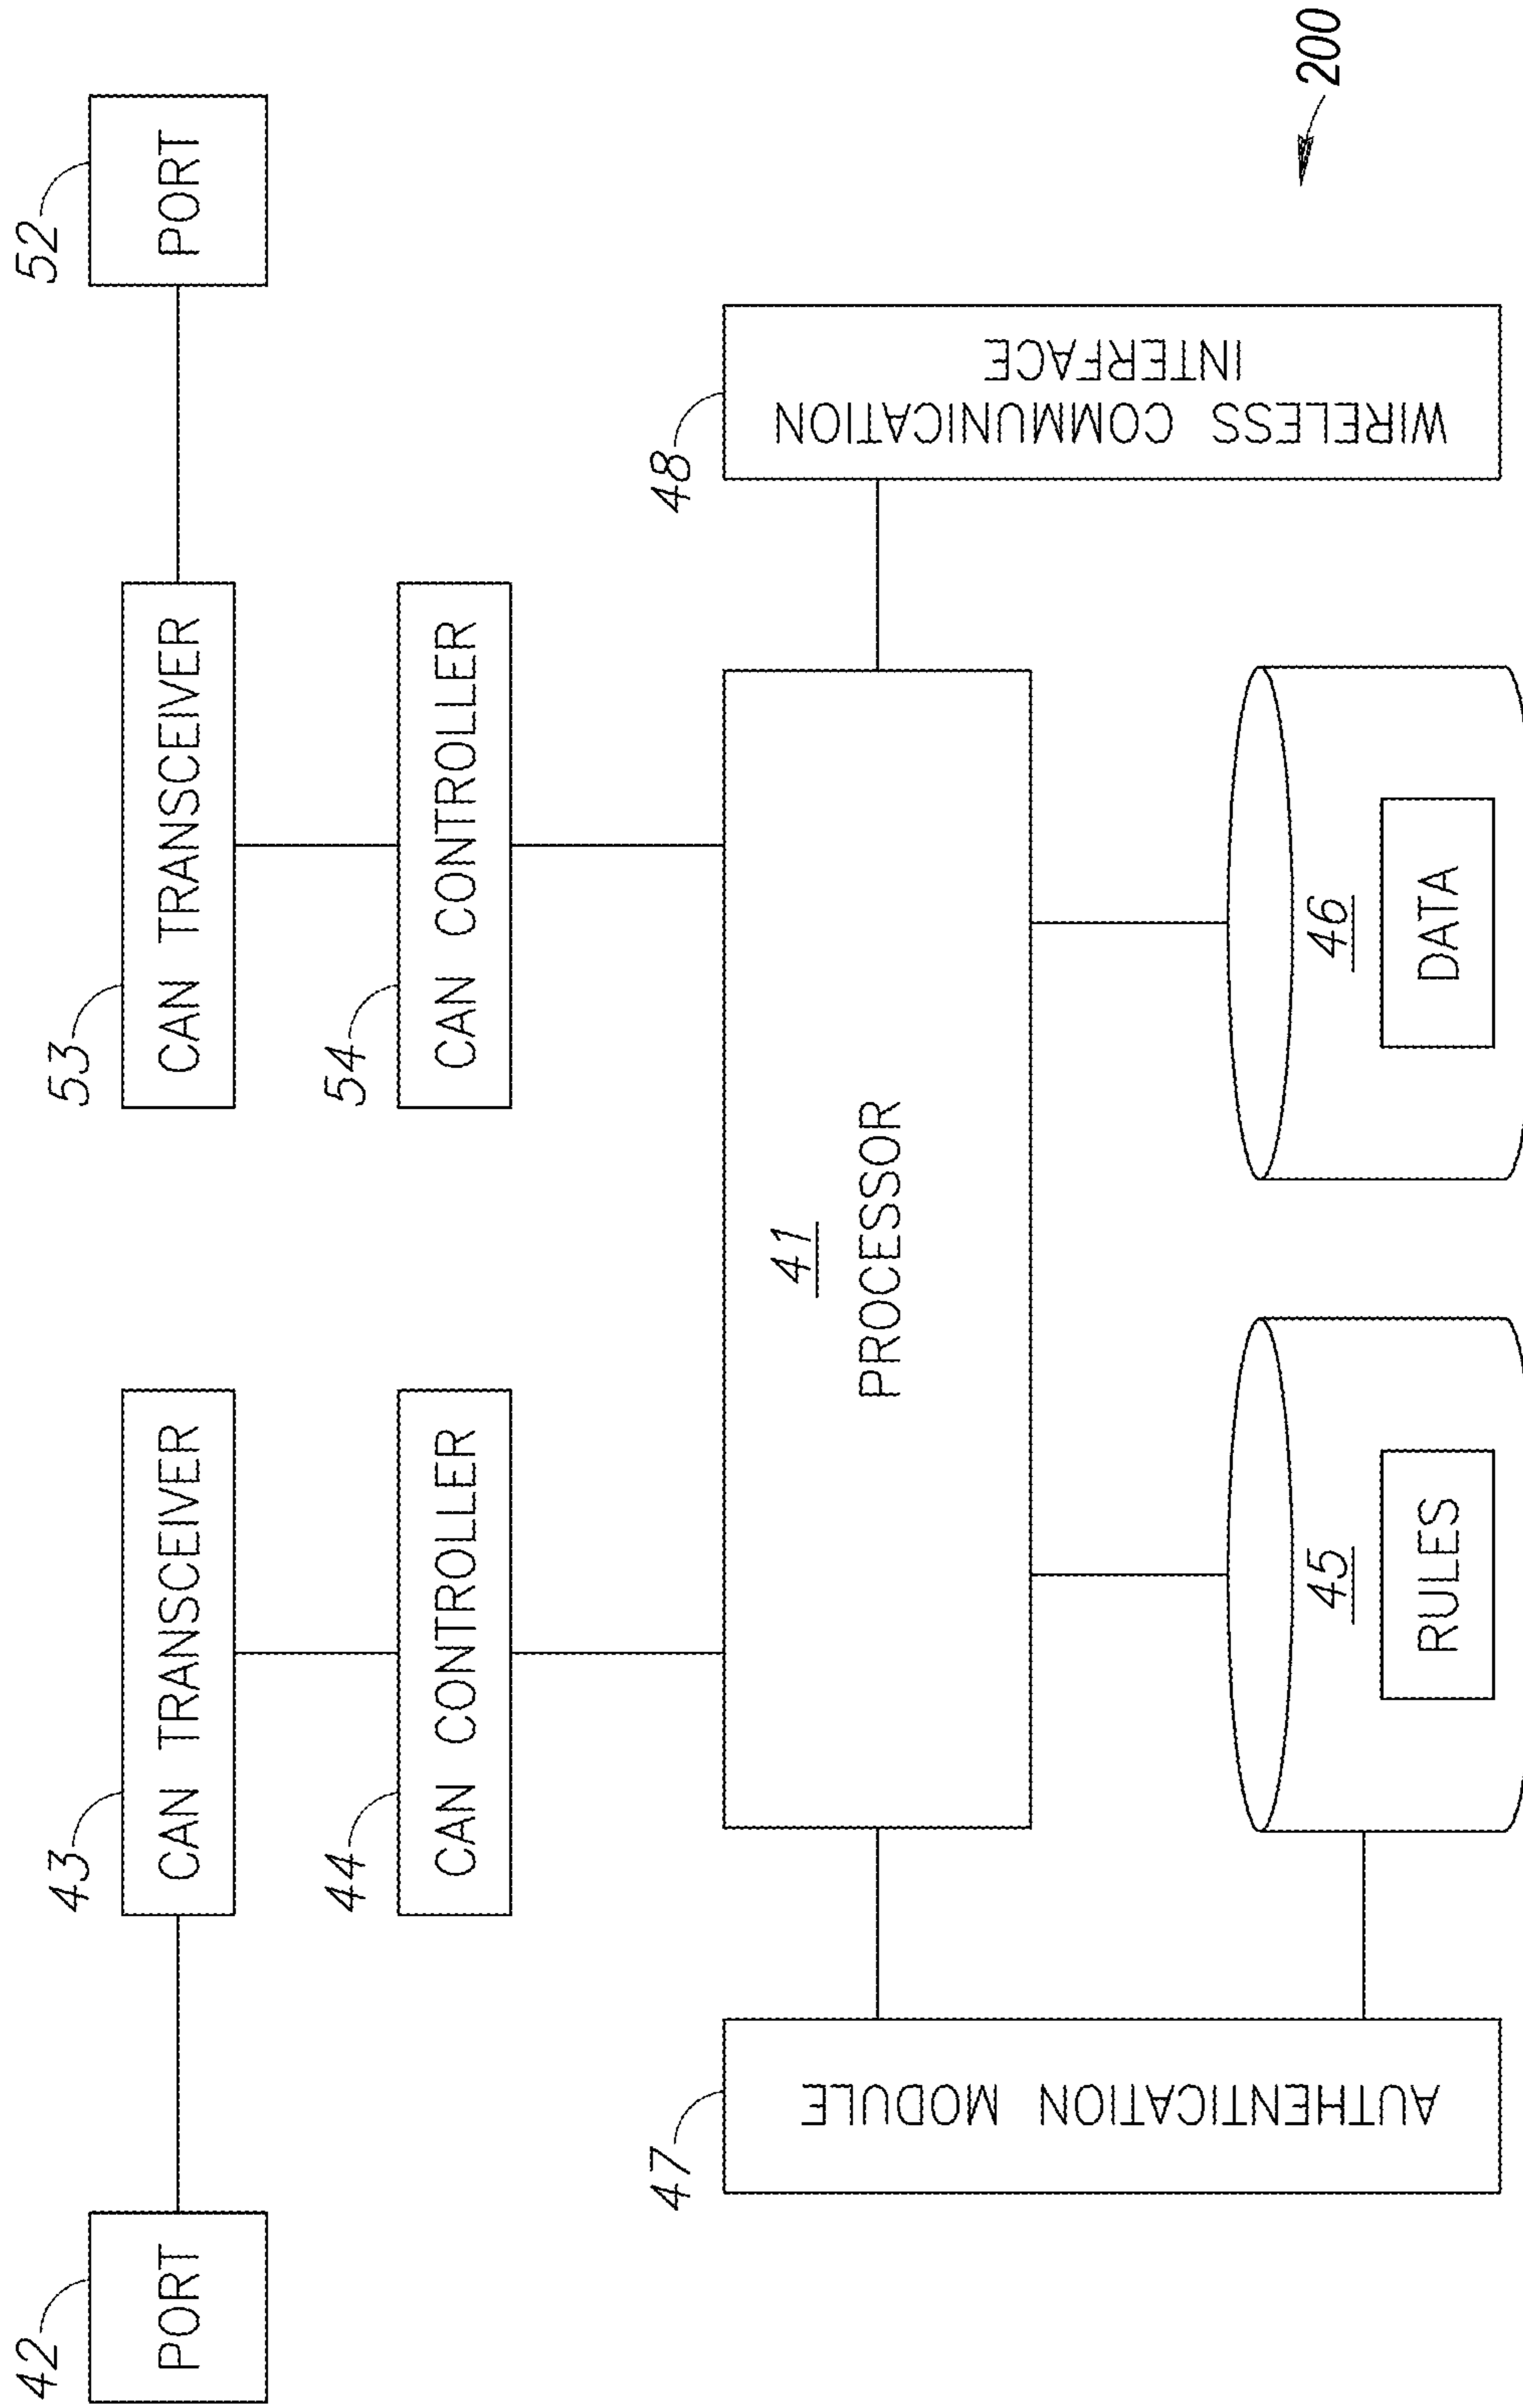 42
PORT
43
CAN TRANSCEIVER
53
CAN TRANSCEIVER
52
PORT
44
CAN CONTROLLER
54
CAN CONTROLLER
47
AUTHENTICATION MODULE
41
PROCESSOR
48
WIRELESS COMMUNICATION
INTERFACE
45
RULES
46
DATA
200